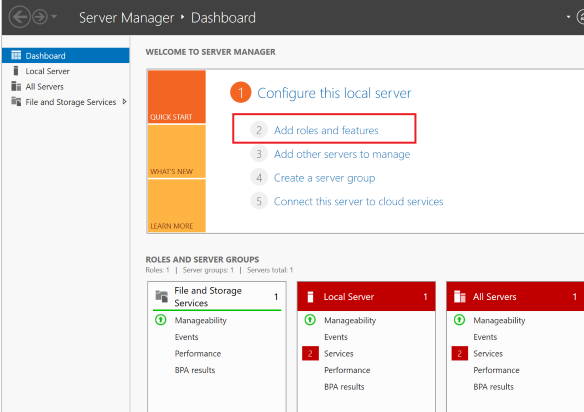 Server Manager • Dashboard
Dashboard
Local Server
All Servers
File and Storage Services
WELCOME TO SERVER MANAGER
QUICK START
WHAT'S NEW
LEARN MORE
1 Configure this local server
2 Add roles and features
3 Add other servers to manage
4 Create a server group
5 Connect this server to cloud services
ROLES AND SERVER GROUPS
Roles: 1 | Server groups: 1 | Servers total: 1
File and Storage
Services 1
Manageability
Events
Performance
BPA results
Local Server 1
Manageability
Events
2 Services
Performance
BPA results
All Servers 1
Manageability
Events
2 Services
Performance
BPA results